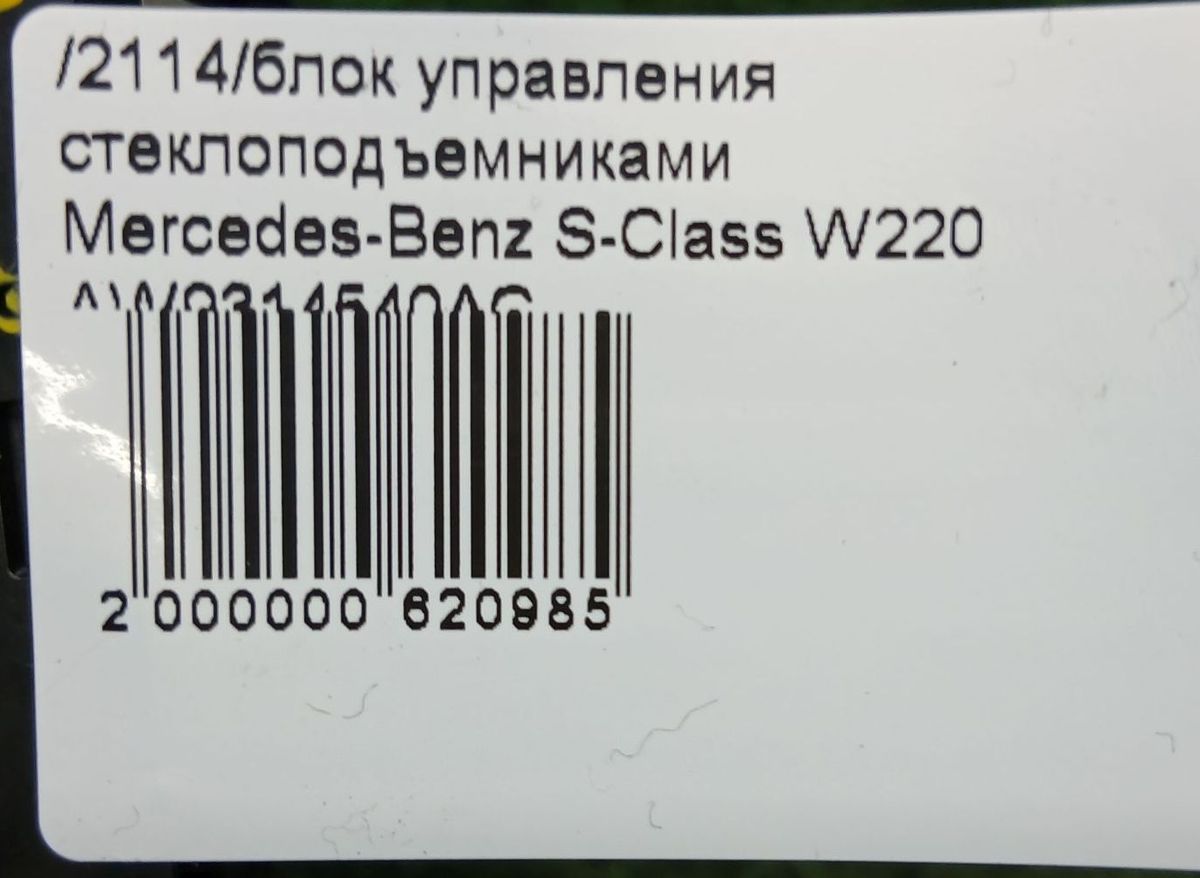 /2114/блок управления
стеклоподъемниками
Mercedes-Benz S-Class W220
2 000000 620985